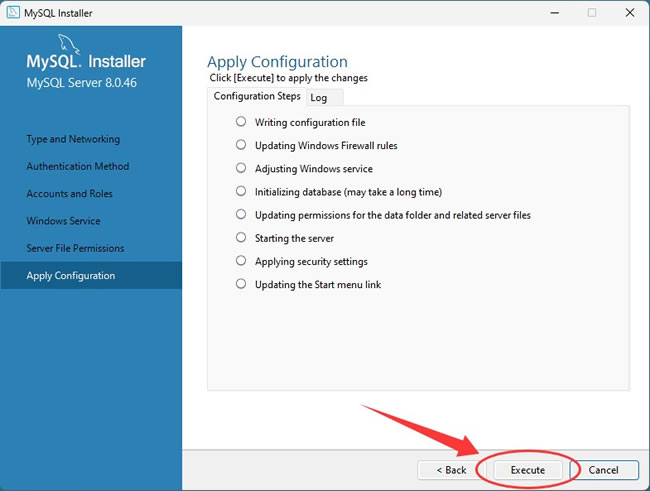 MySQL Installer
MySQL. Installer
MySQL Server 8.0.46
Type and Networking
Authentication Method
Accounts and Roles
Windows Service
Server File Permissions
Apply Configuration
Apply Configuration
Click [Execute] to apply the changes
Configuration Steps Log
Writing configuration file
Updating Windows Firewall rules
Adjusting Windows service
Initializing database (may take a long time)
Updating permissions for the data folder and related server files
Starting the server
Applying security settings
Updating the Start menu link
< Back Execute Cancel